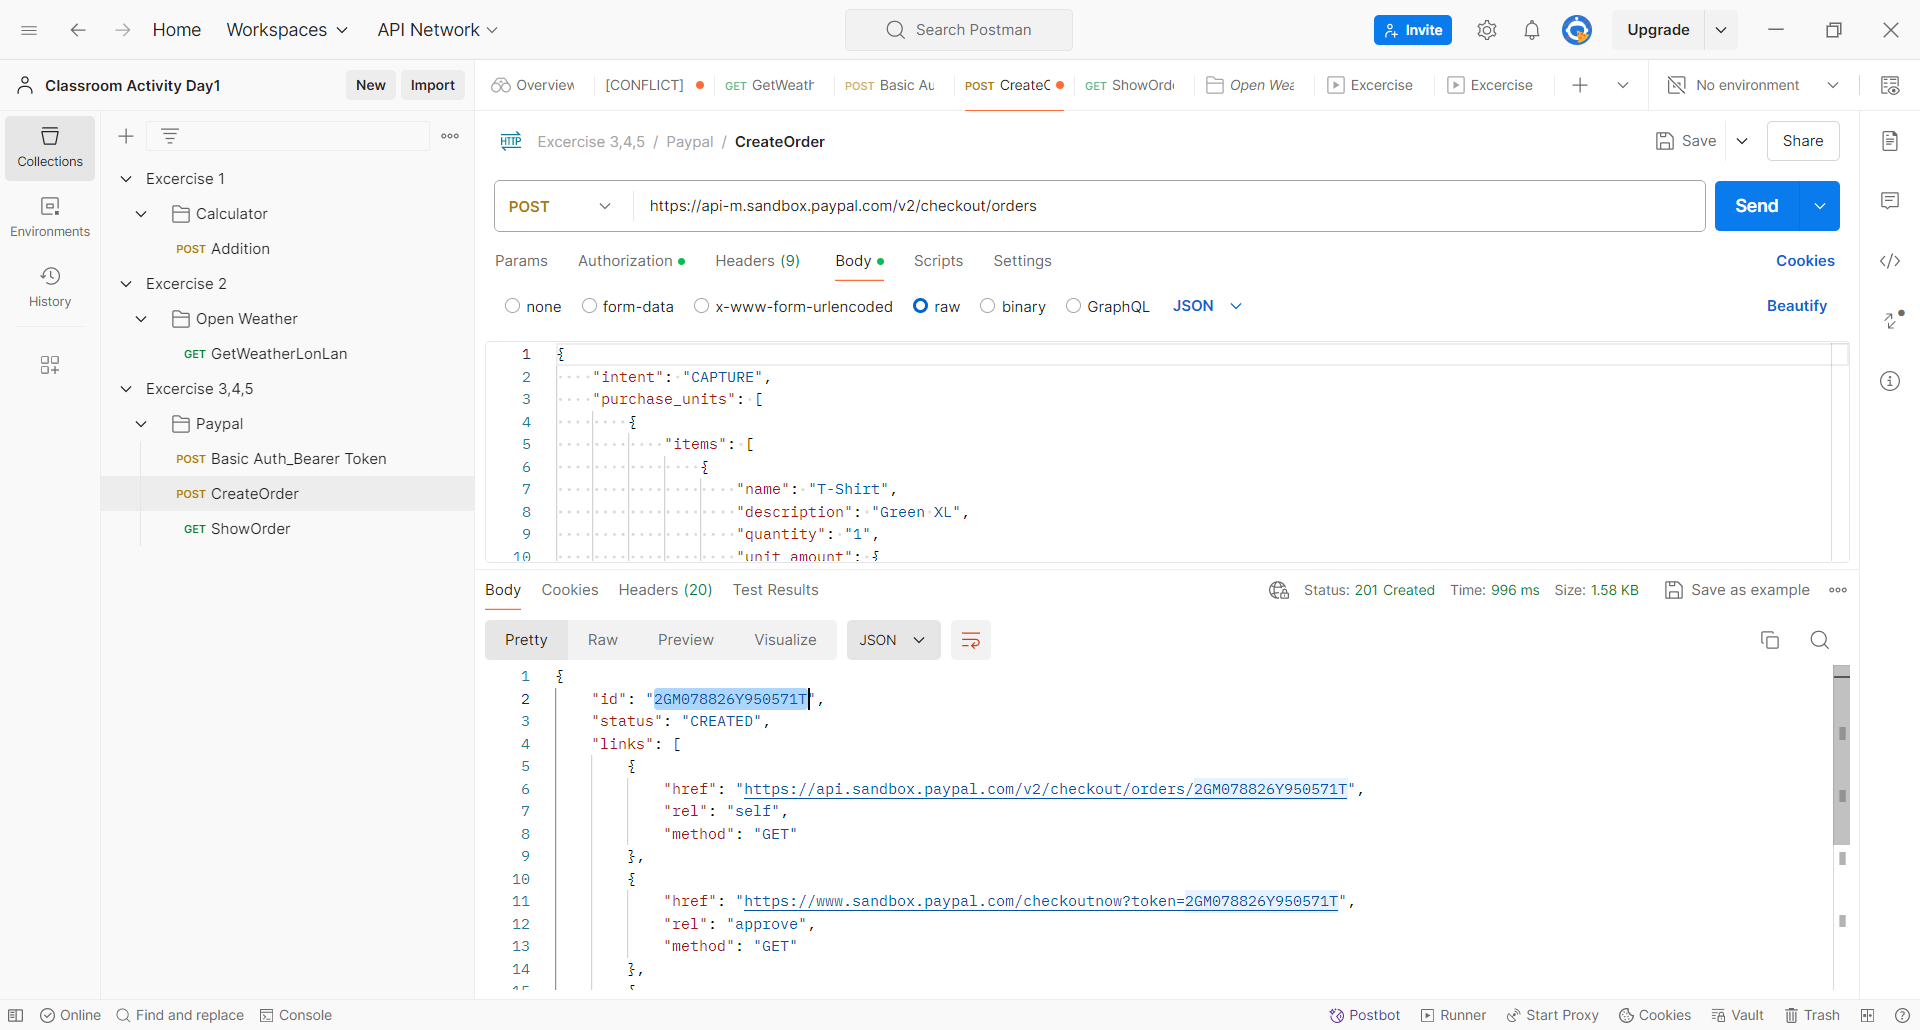 Home Workspaces API Network Search Postman Invite Upgrade
Classroom Activity Day1 New Import
Overview [CONFLICT] GET GetWeath POST Basic Au POST CreateC GET ShowOrd Open Wea Excercise Excercise No environment
Collections
Environments
History
Excercise 1
Calculator
POST Addition
Excercise 2
Open Weather
GET GetWeatherLonLan
Excercise 3,4,5
Paypal
POST Basic Auth_Bearer Token
POST CreateOrder
GET ShowOrder
HTTP Excercise 3,4,5 / Paypal / CreateOrder Save Share
POST https://api-m.sandbox.paypal.com/v2/checkout/orders Send
Params Authorization Headers (9) Body Scripts Settings Cookies
none form-data x-www-form-urlencoded raw binary GraphQL JSON Beautify
1 {
2 "intent": "CAPTURE",
3 "purchase_units": [
4 {
5 "items": [
6 {
7 "name": "T-Shirt",
8 "description": "Green XL",
9 "quantity": "1",
10 "unit_amount": {
Body Cookies Headers (20) Test Results Status: 201 Created Time: 996 ms Size: 1.58 KB Save as example
Pretty Raw Preview Visualize JSON
1 {
2 "id": "2GM078826Y950571T",
3 "status": "CREATED",
4 "links": [
5 {
6 "href": "https://api.sandbox.paypal.com/v2/checkout/orders/2GM078826Y950571T",
7 "rel": "self",
8 "method": "GET"
9 },
10 {
11 "href": "https://www.sandbox.paypal.com/checkoutnow?token=2GM078826Y950571T",
12 "rel": "approve",
13 "method": "GET"
14 },
15 {
Online Find and replace Console Postbot Runner Start Proxy Cookies Vault Trash